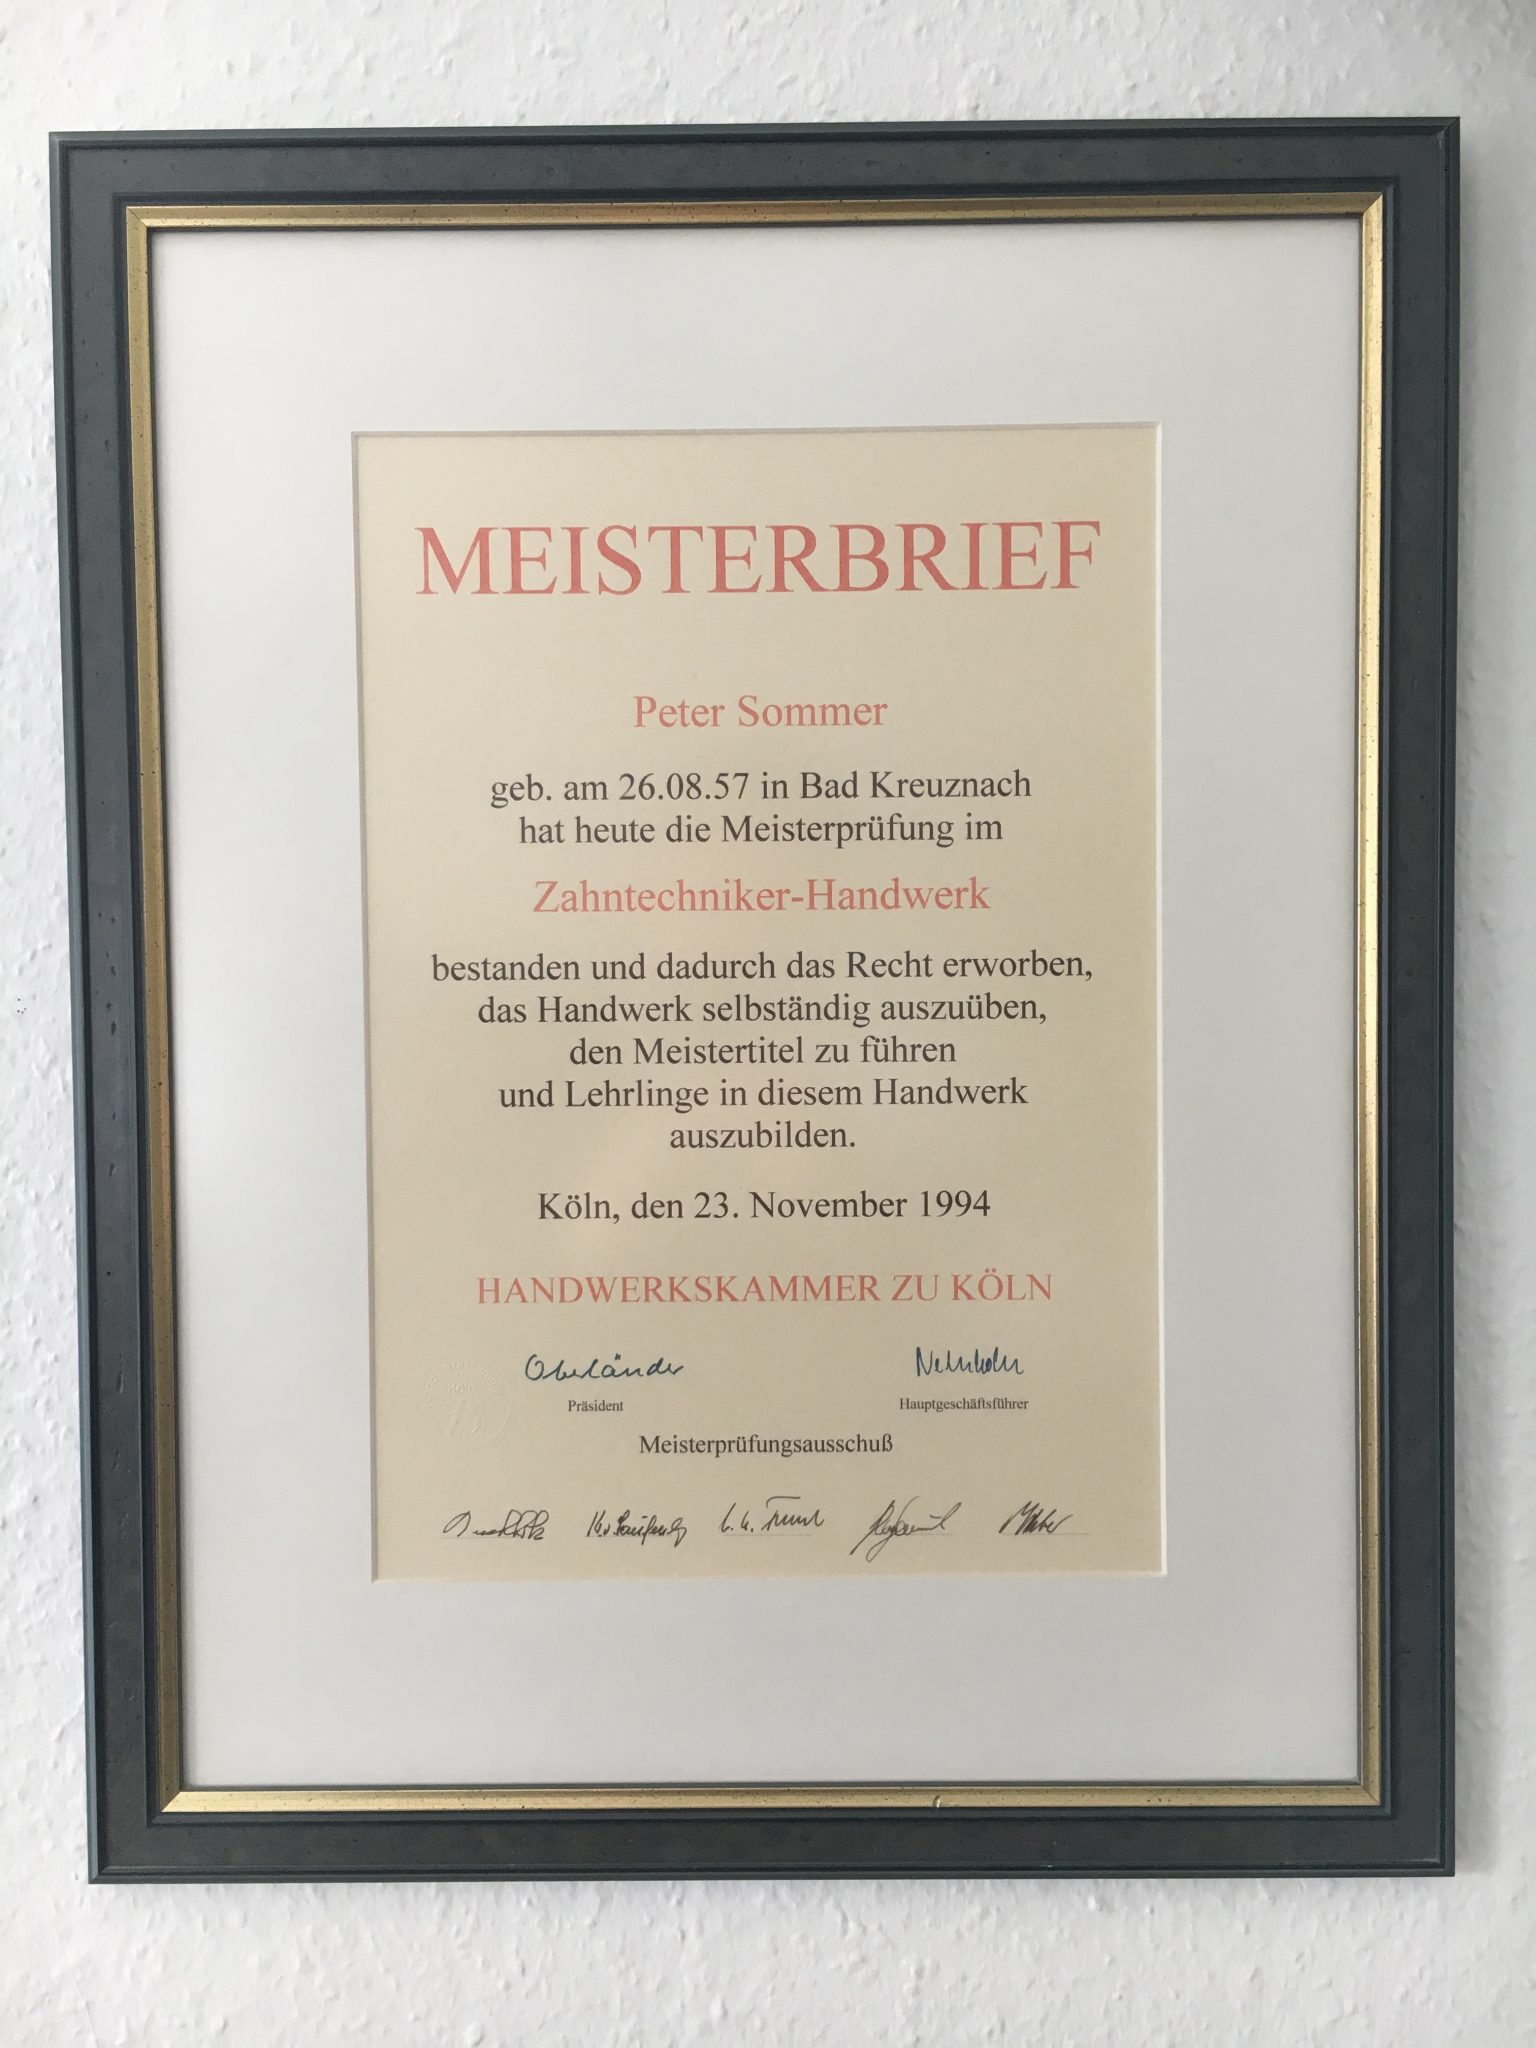 MEISTERBRIEF
Peter Sommer
geb. am 26.08.57 in Bad Kreuznach
hat heute die Meisterprüfung im
Zahntechniker-Handwerk
bestanden und dadurch das Recht erworben,
das Handwerk selbständig auszuüben,
den Meistertitel zu führen
und Lehrlinge in diesem Handwerk
auszubilden.
Köln, den 23. November 1994
HANDWERKSKAMMER ZU KÖLN
Oberländer
Präsident Hauptgeschäftsführer
Meisterprüfungsausschuß